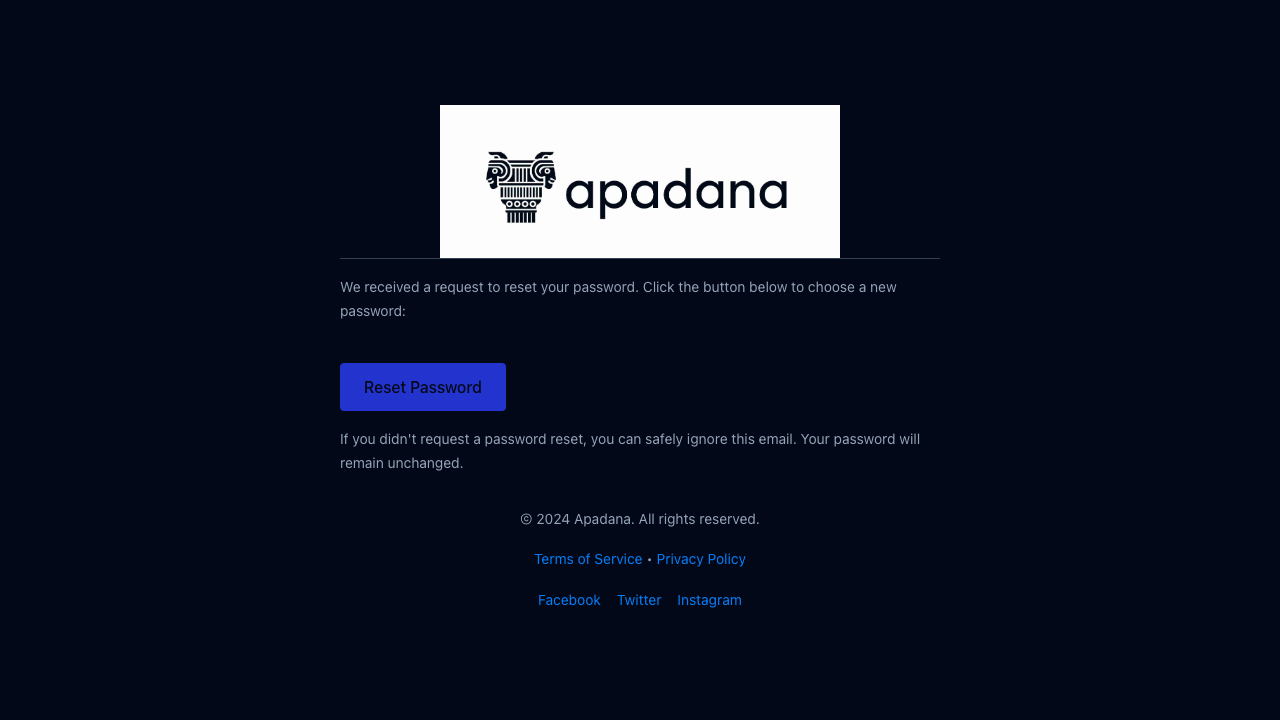 apadana
We received a request to reset your password. Click the button below to choose a new
password:
Reset Password
If you didn't request a password reset, you can safely ignore this email. Your password will
remain unchanged.
© 2024 Apadana. All rights reserved.
Terms of Service • Privacy Policy
Facebook Twitter Instagram